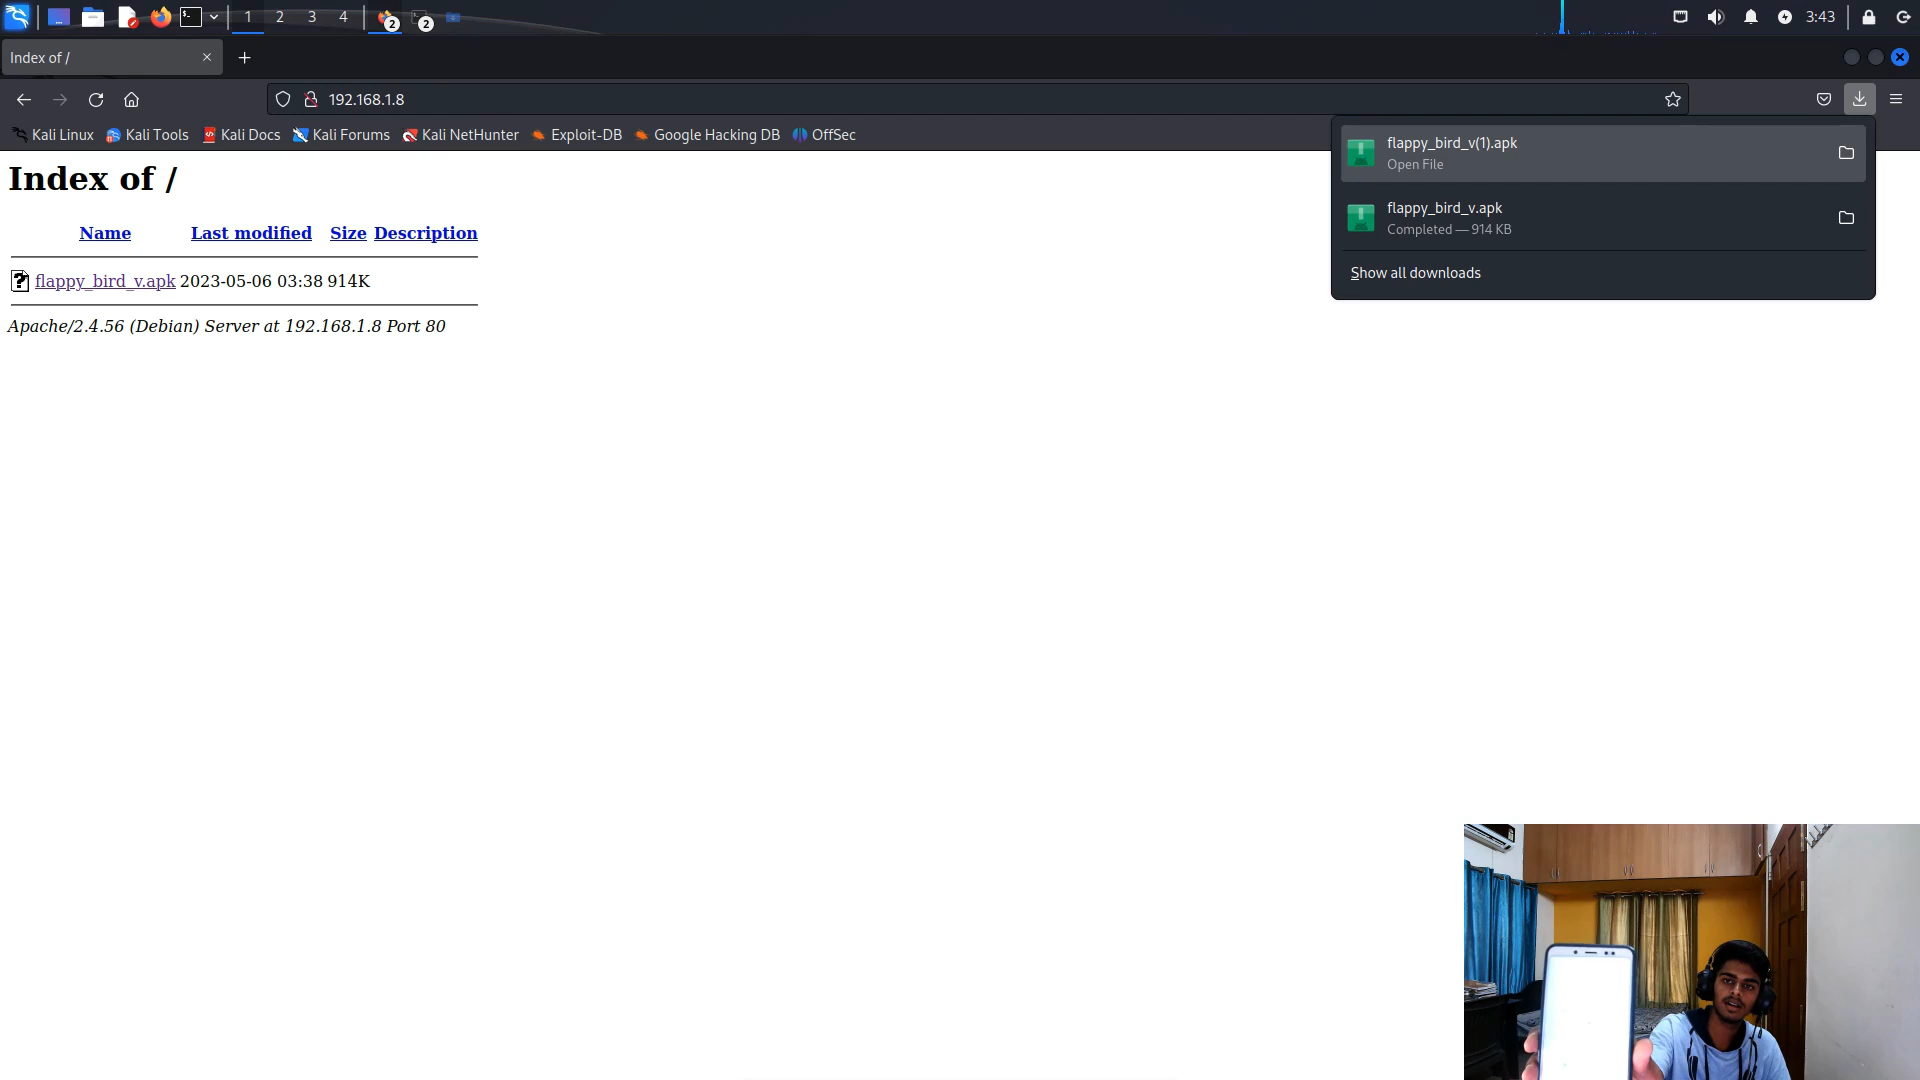 1 2 3 4 2 2 3:43
Index of /
192.168.1.8
Kali Linux Kali Tools Kali Docs Kali Forums Kali NetHunter Exploit-DB Google Hacking DB OffSec
flappy_bird_v(1).apk
Open File
flappy_bird_v.apk
Completed — 914 KB
Show all downloads
Index of /
Name Last modified Size Description
flappy_bird_v.apk 2023-05-06 03:38 914K
Apache/2.4.56 (Debian) Server at 192.168.1.8 Port 80